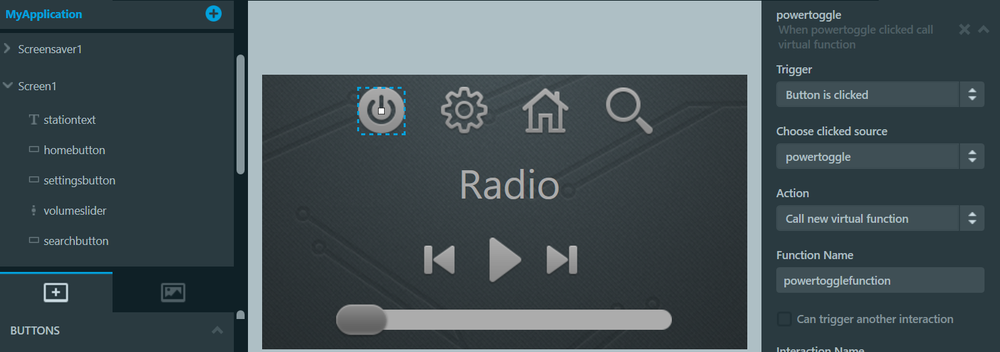 MyApplication
Screensaver1
Screen1
stationtext
homebutton
settingsbutton
volumeslider
searchbutton
BUTTONS
Radio
powertoggle
When powertoggle clicked call
virtual function
Trigger
Button is clicked
Choose clicked source
powertoggle
Action
Call new virtual function
Function Name
powertogglefunction
Can trigger another interaction
Interaction Name